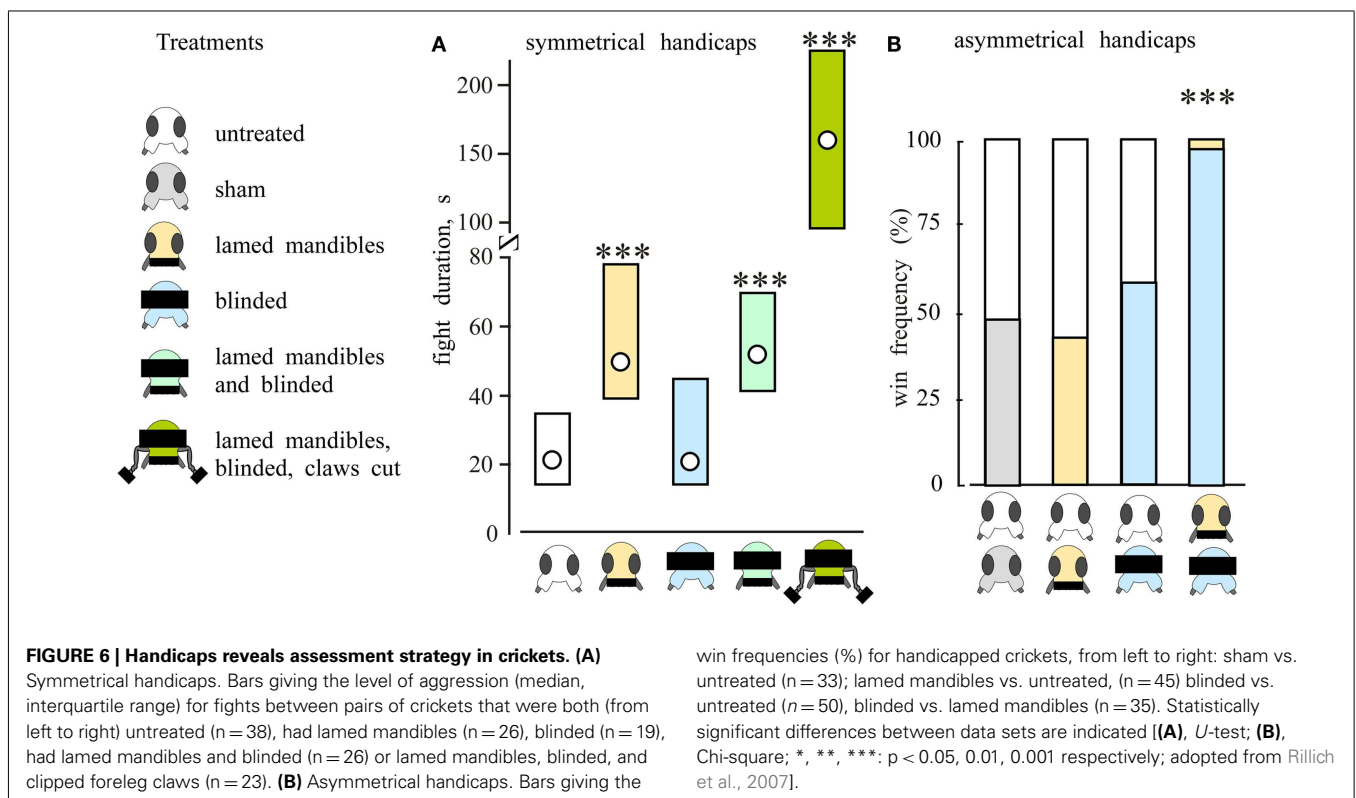 Treatments
untreated
sham
lamed mandibles
blinded
lamed mandibles
and blinded
lamed mandibles,
blinded, claws cut
A
symmetrical handicaps
***
fight duration, s
200
150
100
80
60
40
20
0
***
***
B
asymmetrical handicaps
***
win frequency (%)
100
75
50
25
0
FIGURE 6 | Handicaps reveals assessment strategy in crickets. (A)
Symmetrical handicaps. Bars giving the level of aggression (median,
interquartile range) for fights between pairs of crickets that were both (from
left to right) untreated (n = 38), had lamed mandibles (n = 26), blinded (n = 19),
had lamed mandibles and blinded (n = 26) or lamed mandibles, blinded, and
clipped foreleg claws (n = 23). (B) Asymmetrical handicaps. Bars giving the
win frequencies (%) for handicapped crickets, from left to right: sham vs.
untreated (n = 33); lamed mandibles vs. untreated, (n = 45) blinded vs.
untreated (n = 50), blinded vs. lamed mandibles (n = 35). Statistically
significant differences between data sets are indicated [(A), U-test; (B),
Chi-square; *, **, ***: p < 0.05, 0.01, 0.001 respectively; adopted from Rillich
et al., 2007].